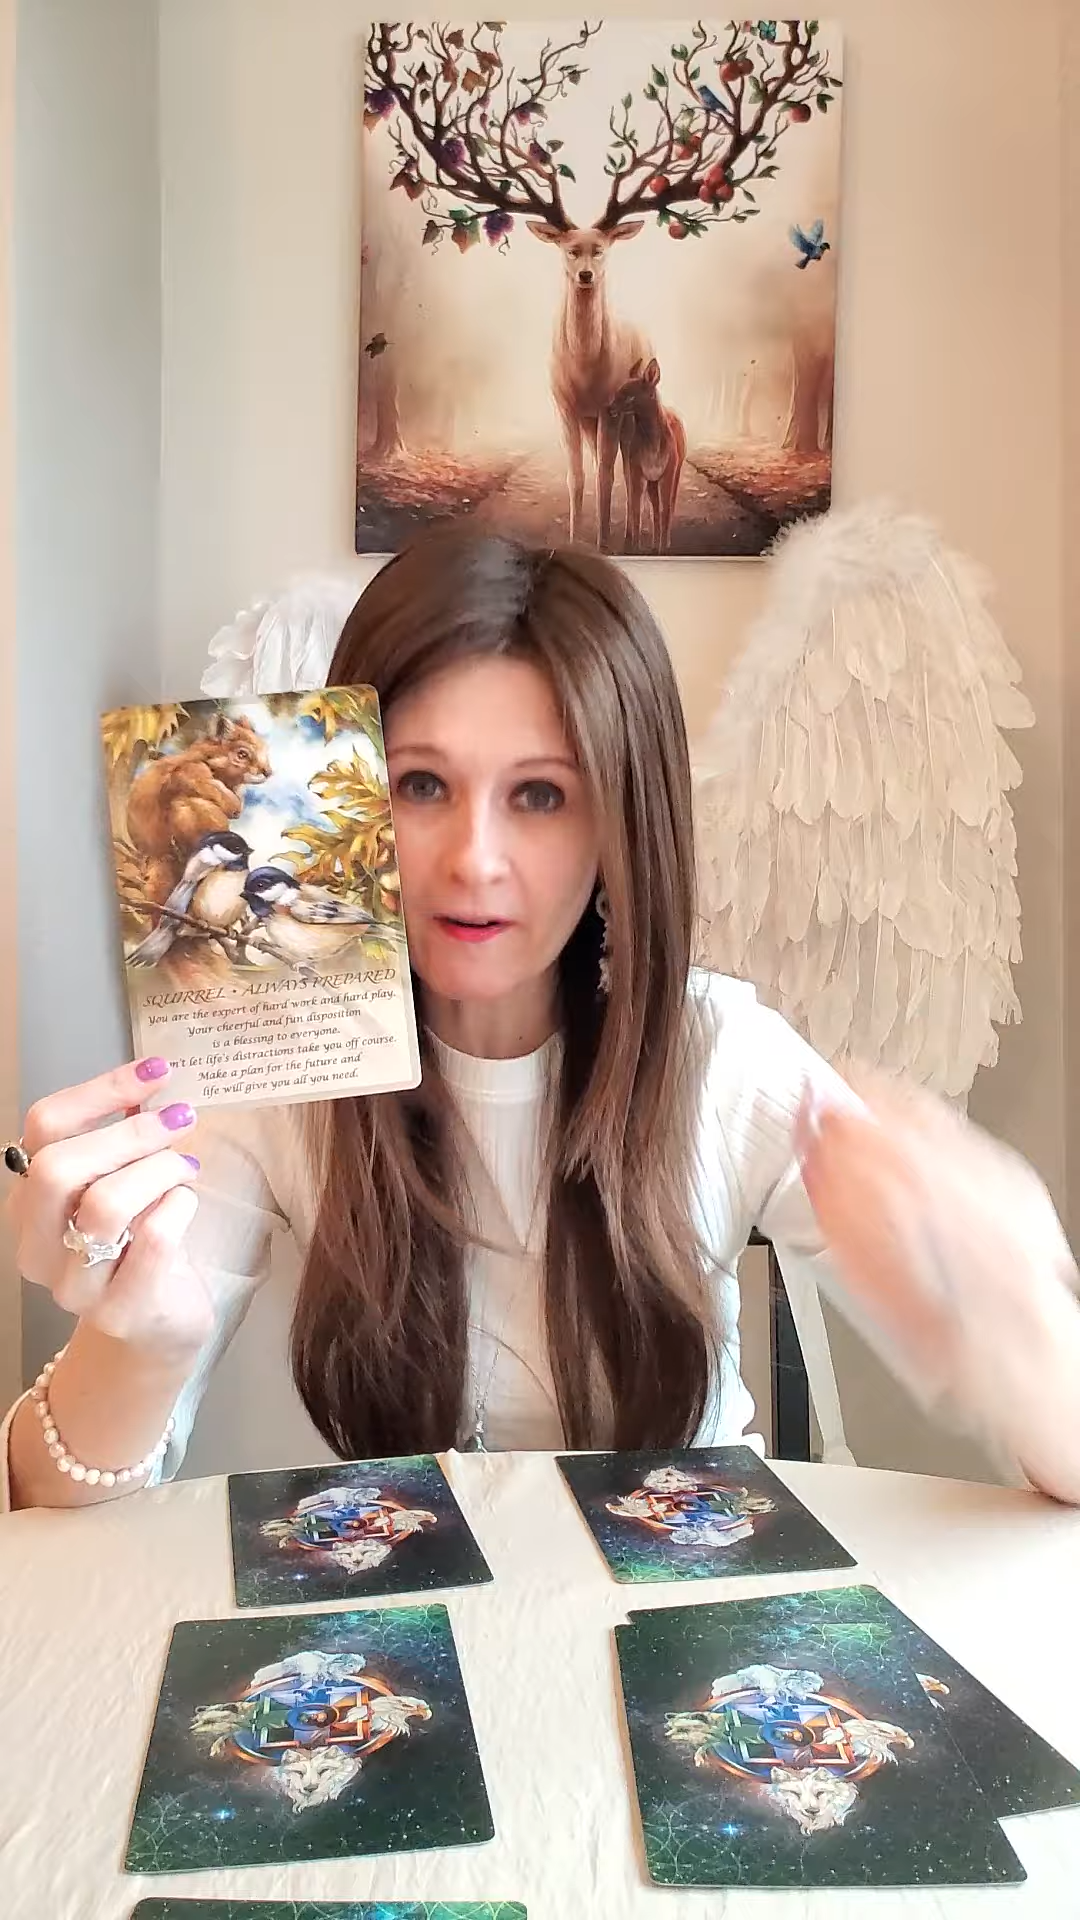 SQUIRREL • ALWAYS PREPARED
You are the expert of hard work and hard play.
Your cheerful and fun disposition
is a blessing to everyone.
n't let life's distractions take you off course.
Make a plan for the future and
life will give you all you need.